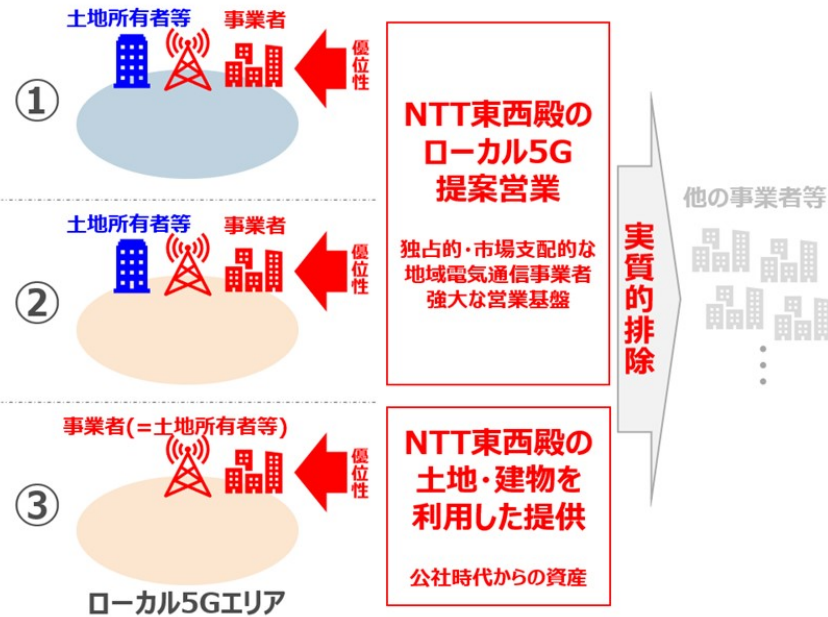 土地所有者等
事業者
①
優位性
NTT東西殿の
ローカル5G
提案営業
独占的・市場支配的な
地域電気通信事業者
強大な営業基盤
土地所有者等
事業者
②
優位性
事業者(=土地所有者等)
③
優位性
NTT東西殿の
土地・建物を
利用した提供
公社時代からの資産
ローカル5Gエリア
実質的排除
他の事業者等